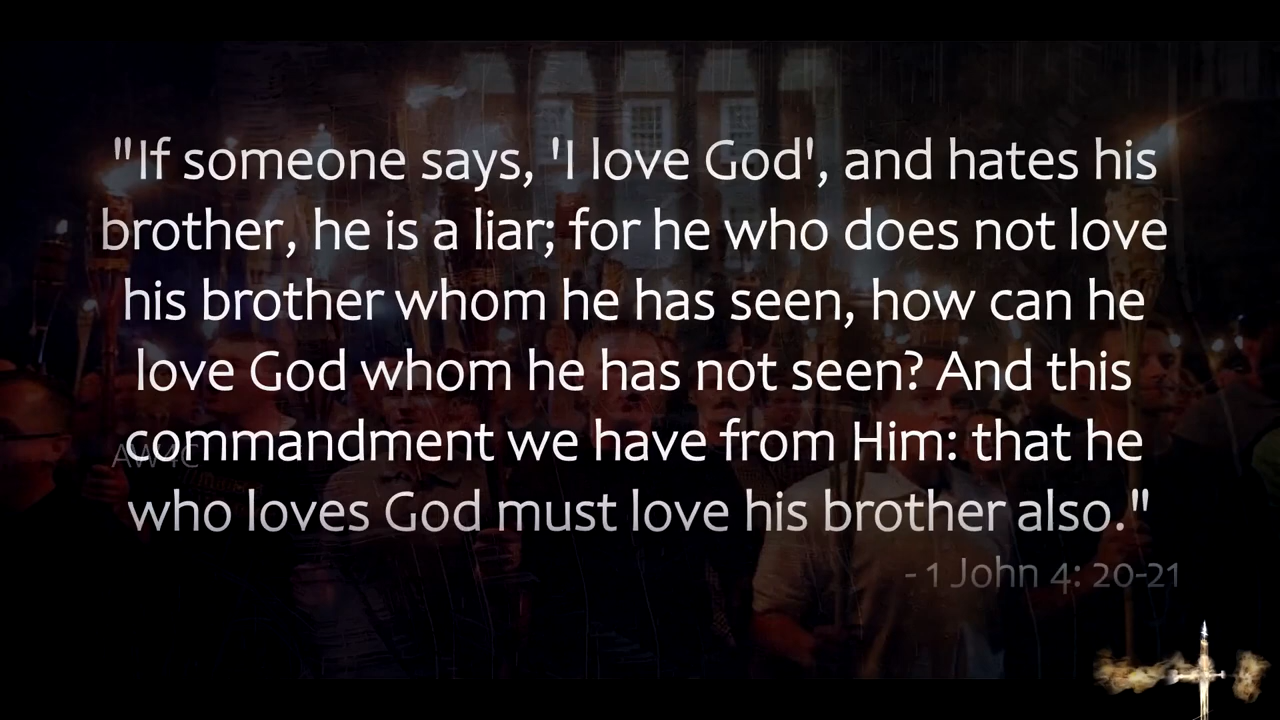 "If someone says, 'I love God', and hates his
brother, he is a liar; for he who does not love
his brother whom he has seen, how can he
love God whom he has not seen? And this
commandment we have from Him: that he
who loves God must love his brother also."
- 1 John 4: 20-21
AW4C